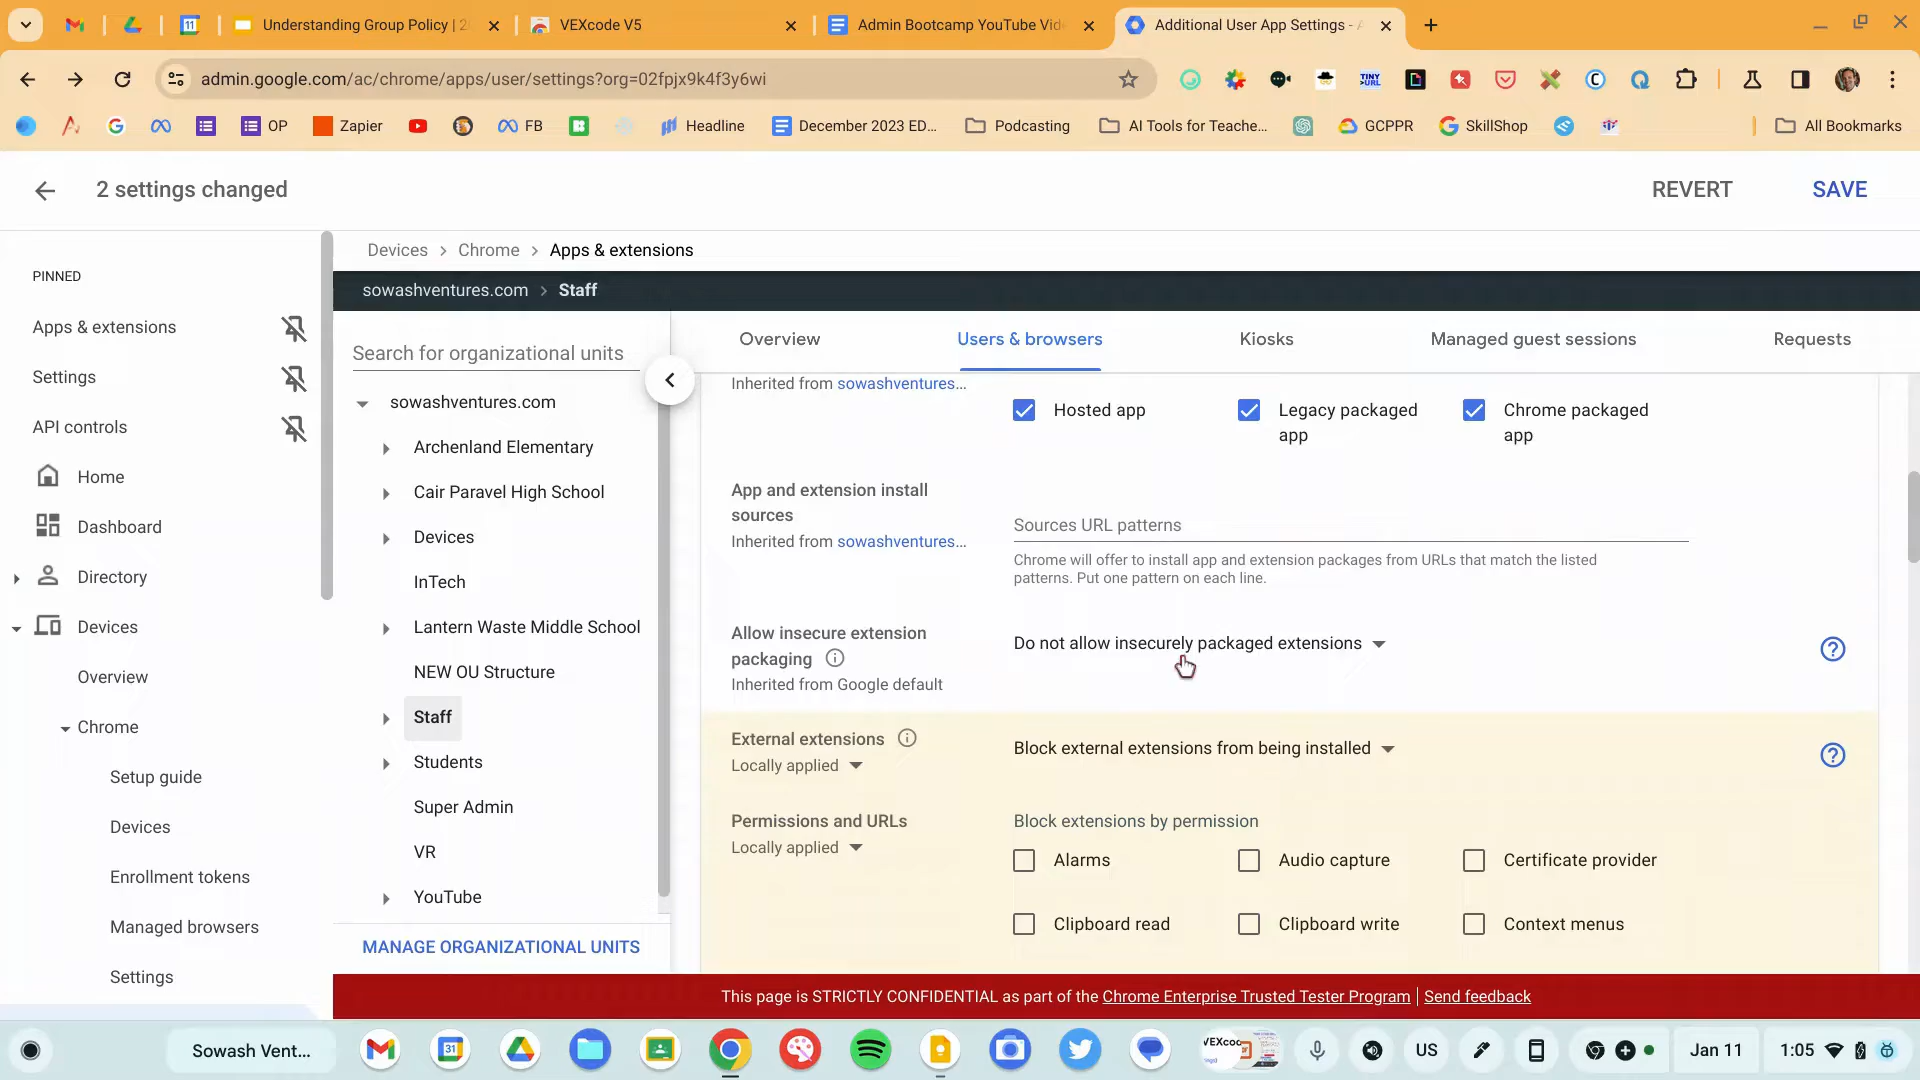 Understanding Group Policy | 2
VEXcode V5
Admin Bootcamp YouTube Vid
Additional User App Settings - A
admin.google.com/ac/chrome/apps/user/settings?org=02fpjx9k4f3y6wi
OP
Zapier
FB
Headline
December 2023 ED...
Podcasting
AI Tools for Teache...
GCPPR
SkillShop
All Bookmarks
2 settings changed
REVERT
SAVE
PINNED
Apps & extensions
Settings
API controls
Home
Dashboard
Directory
Devices
Overview
Chrome
Setup guide
Devices
Enrollment tokens
Managed browsers
Settings
Devices > Chrome > Apps & extensions
sowashventures.com > Staff
Search for organizational units
sowashventures.com
Archenland Elementary
Cair Paravel High School
Devices
InTech
Lantern Waste Middle School
NEW OU Structure
Staff
Students
Super Admin
VR
YouTube
MANAGE ORGANIZATIONAL UNITS
Overview
Users & browsers
Kiosks
Managed guest sessions
Requests
Inherited from sowashventures...
Hosted app
Legacy packaged app
Chrome packaged app
App and extension install sources
Inherited from sowashventures...
Sources URL patterns
Chrome will offer to install app and extension packages from URLs that match the listed
patterns. Put one pattern on each line.
Allow insecure extension packaging
Inherited from Google default
Do not allow insecurely packaged extensions
External extensions
Locally applied
Block external extensions from being installed
Permissions and URLs
Locally applied
Block extensions by permission
Alarms
Audio capture
Certificate provider
Clipboard read
Clipboard write
Context menus
This page is STRICTLY CONFIDENTIAL as part of the Chrome Enterprise Trusted Tester Program | Send feedback
Sowash Vent...
US
Jan 11
1:05